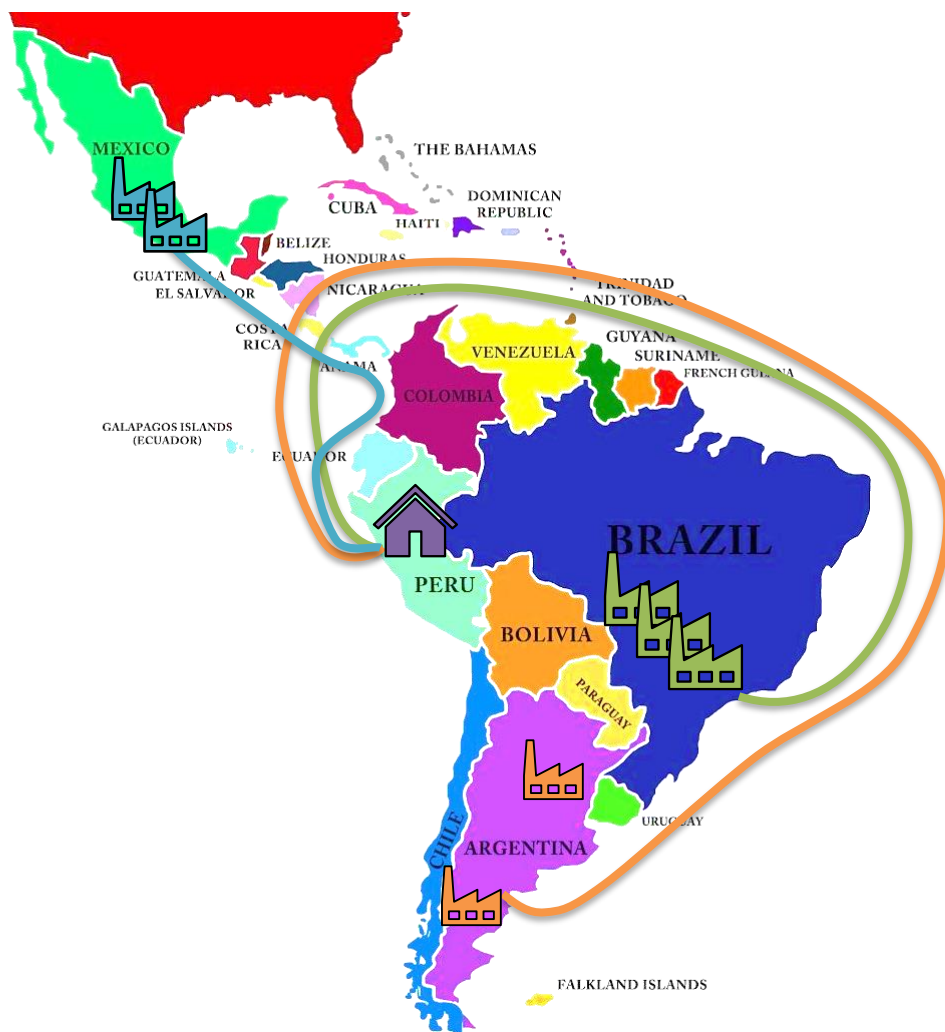 MEXICO
THE BAHAMAS
CUBA
DOMINICAN
REPUBLIC
HAITI
BELIZE
HONDURAS
GUATEMALA
EL SALVADOR
NICARAGUA
TRINIDAD
AND TOBAGO
COSTA
RICA
ANAMA
VENEZUELA
GUYANA
SURINAME
FRENCH GUIANA
COLOMBIA
GALAPAGOS ISLANDS
(ECUADOR)
ECUADOR
BRAZIL
PERU
BOLIVIA
PARAGUAY
URUGUAY
CHILE
ARGENTINA
FALKLAND ISLANDS